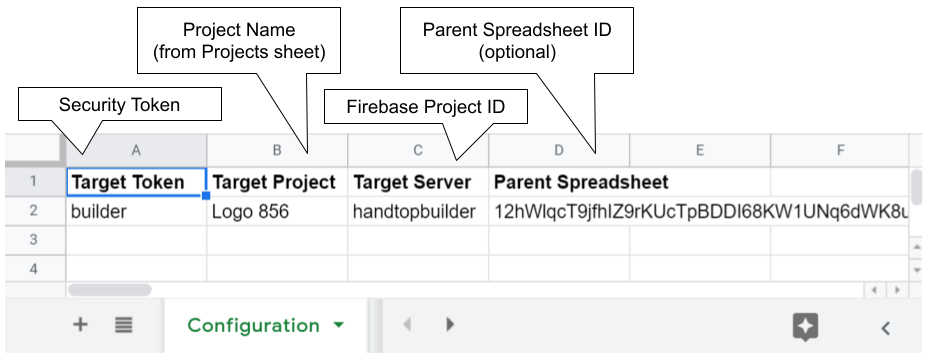 Project Name
(from Projects sheet)
Parent Spreadsheet ID
(optional)
Security Token
Firebase Project ID
A B C D E F
1 Target Token Target Project Target Server Parent Spreadsheet
2 builder Logo 856 handtopbuilder
3
4
Configuration